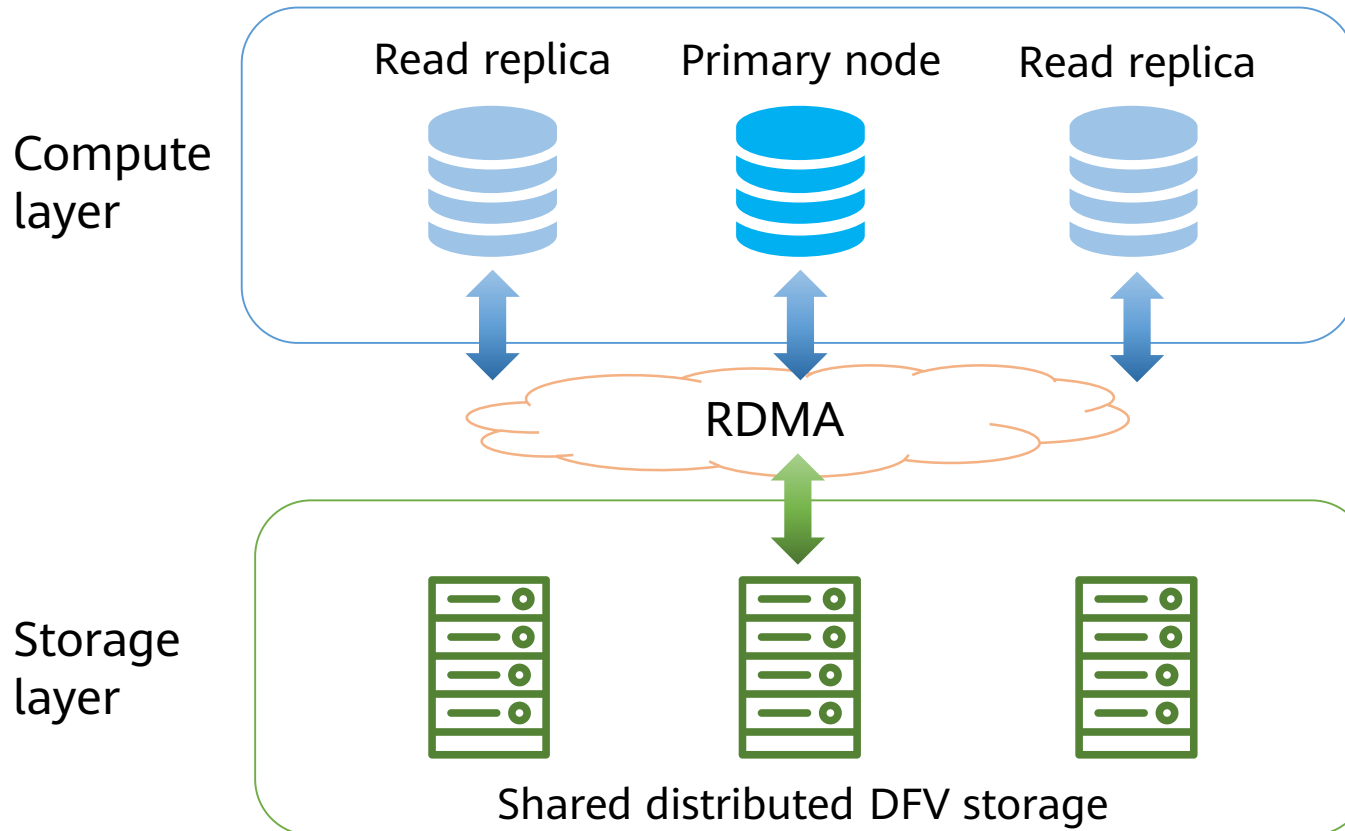 Read replica
Primary node
Read replica
Compute
layer
RDMA
Storage
layer
Shared distributed DFV storage